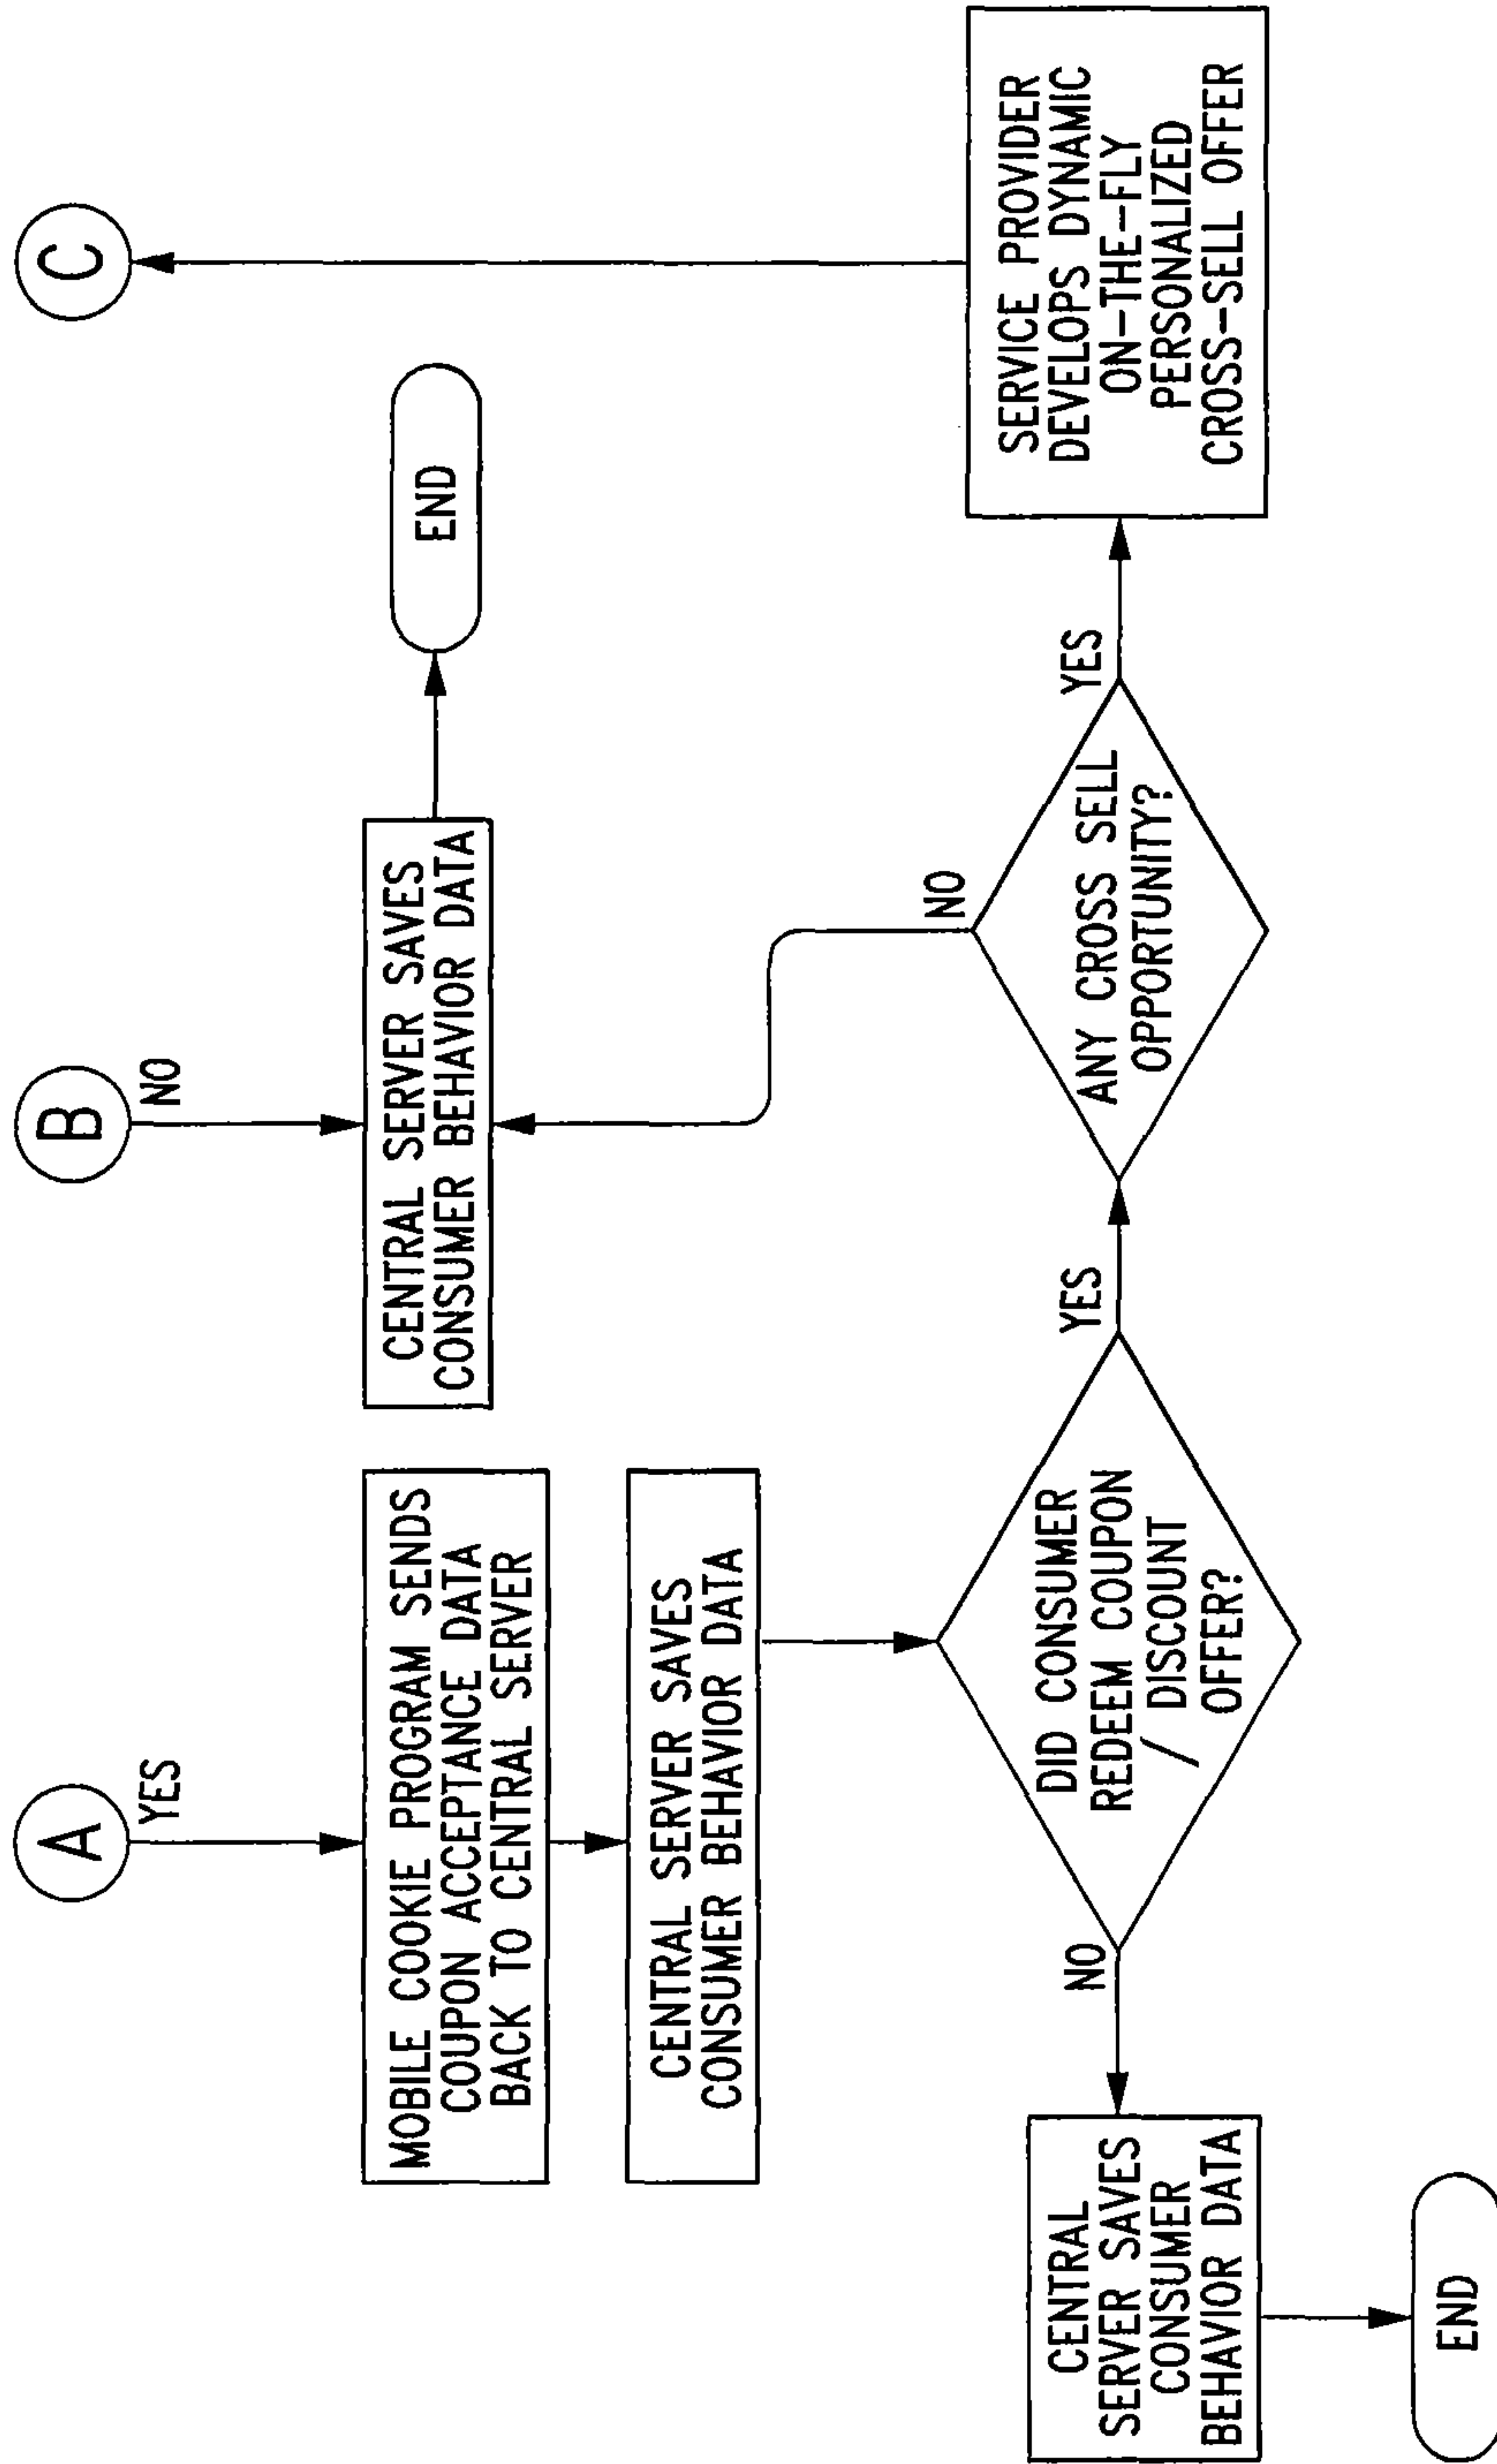 A
YES
MOBILE COOKIE PROGRAM SENDS
COUPON ACCEPTANCE DATA
BACK TO CENTRAL SERVER
CENTRAL SERVER SAVES
CONSUMER BEHAVIOR DATA
DID CONSUMER
REDEEM COUPON
/ DISCOUNT
OFFER?
NO
CENTRAL
SERVER SAVES
CONSUMER
BEHAVIOR DATA
END
YES
ANY CROSS SELL
OPPORTUNITY?
NO
B
NO
CENTRAL SERVER SAVES
CONSUMER BEHAVIOR DATA
END
YES
SERVICE PROVIDER
DEVELOPS DYNAMIC
ON-THE-FLY
PERSONALIZED
CROSS-SELL OFFER
C